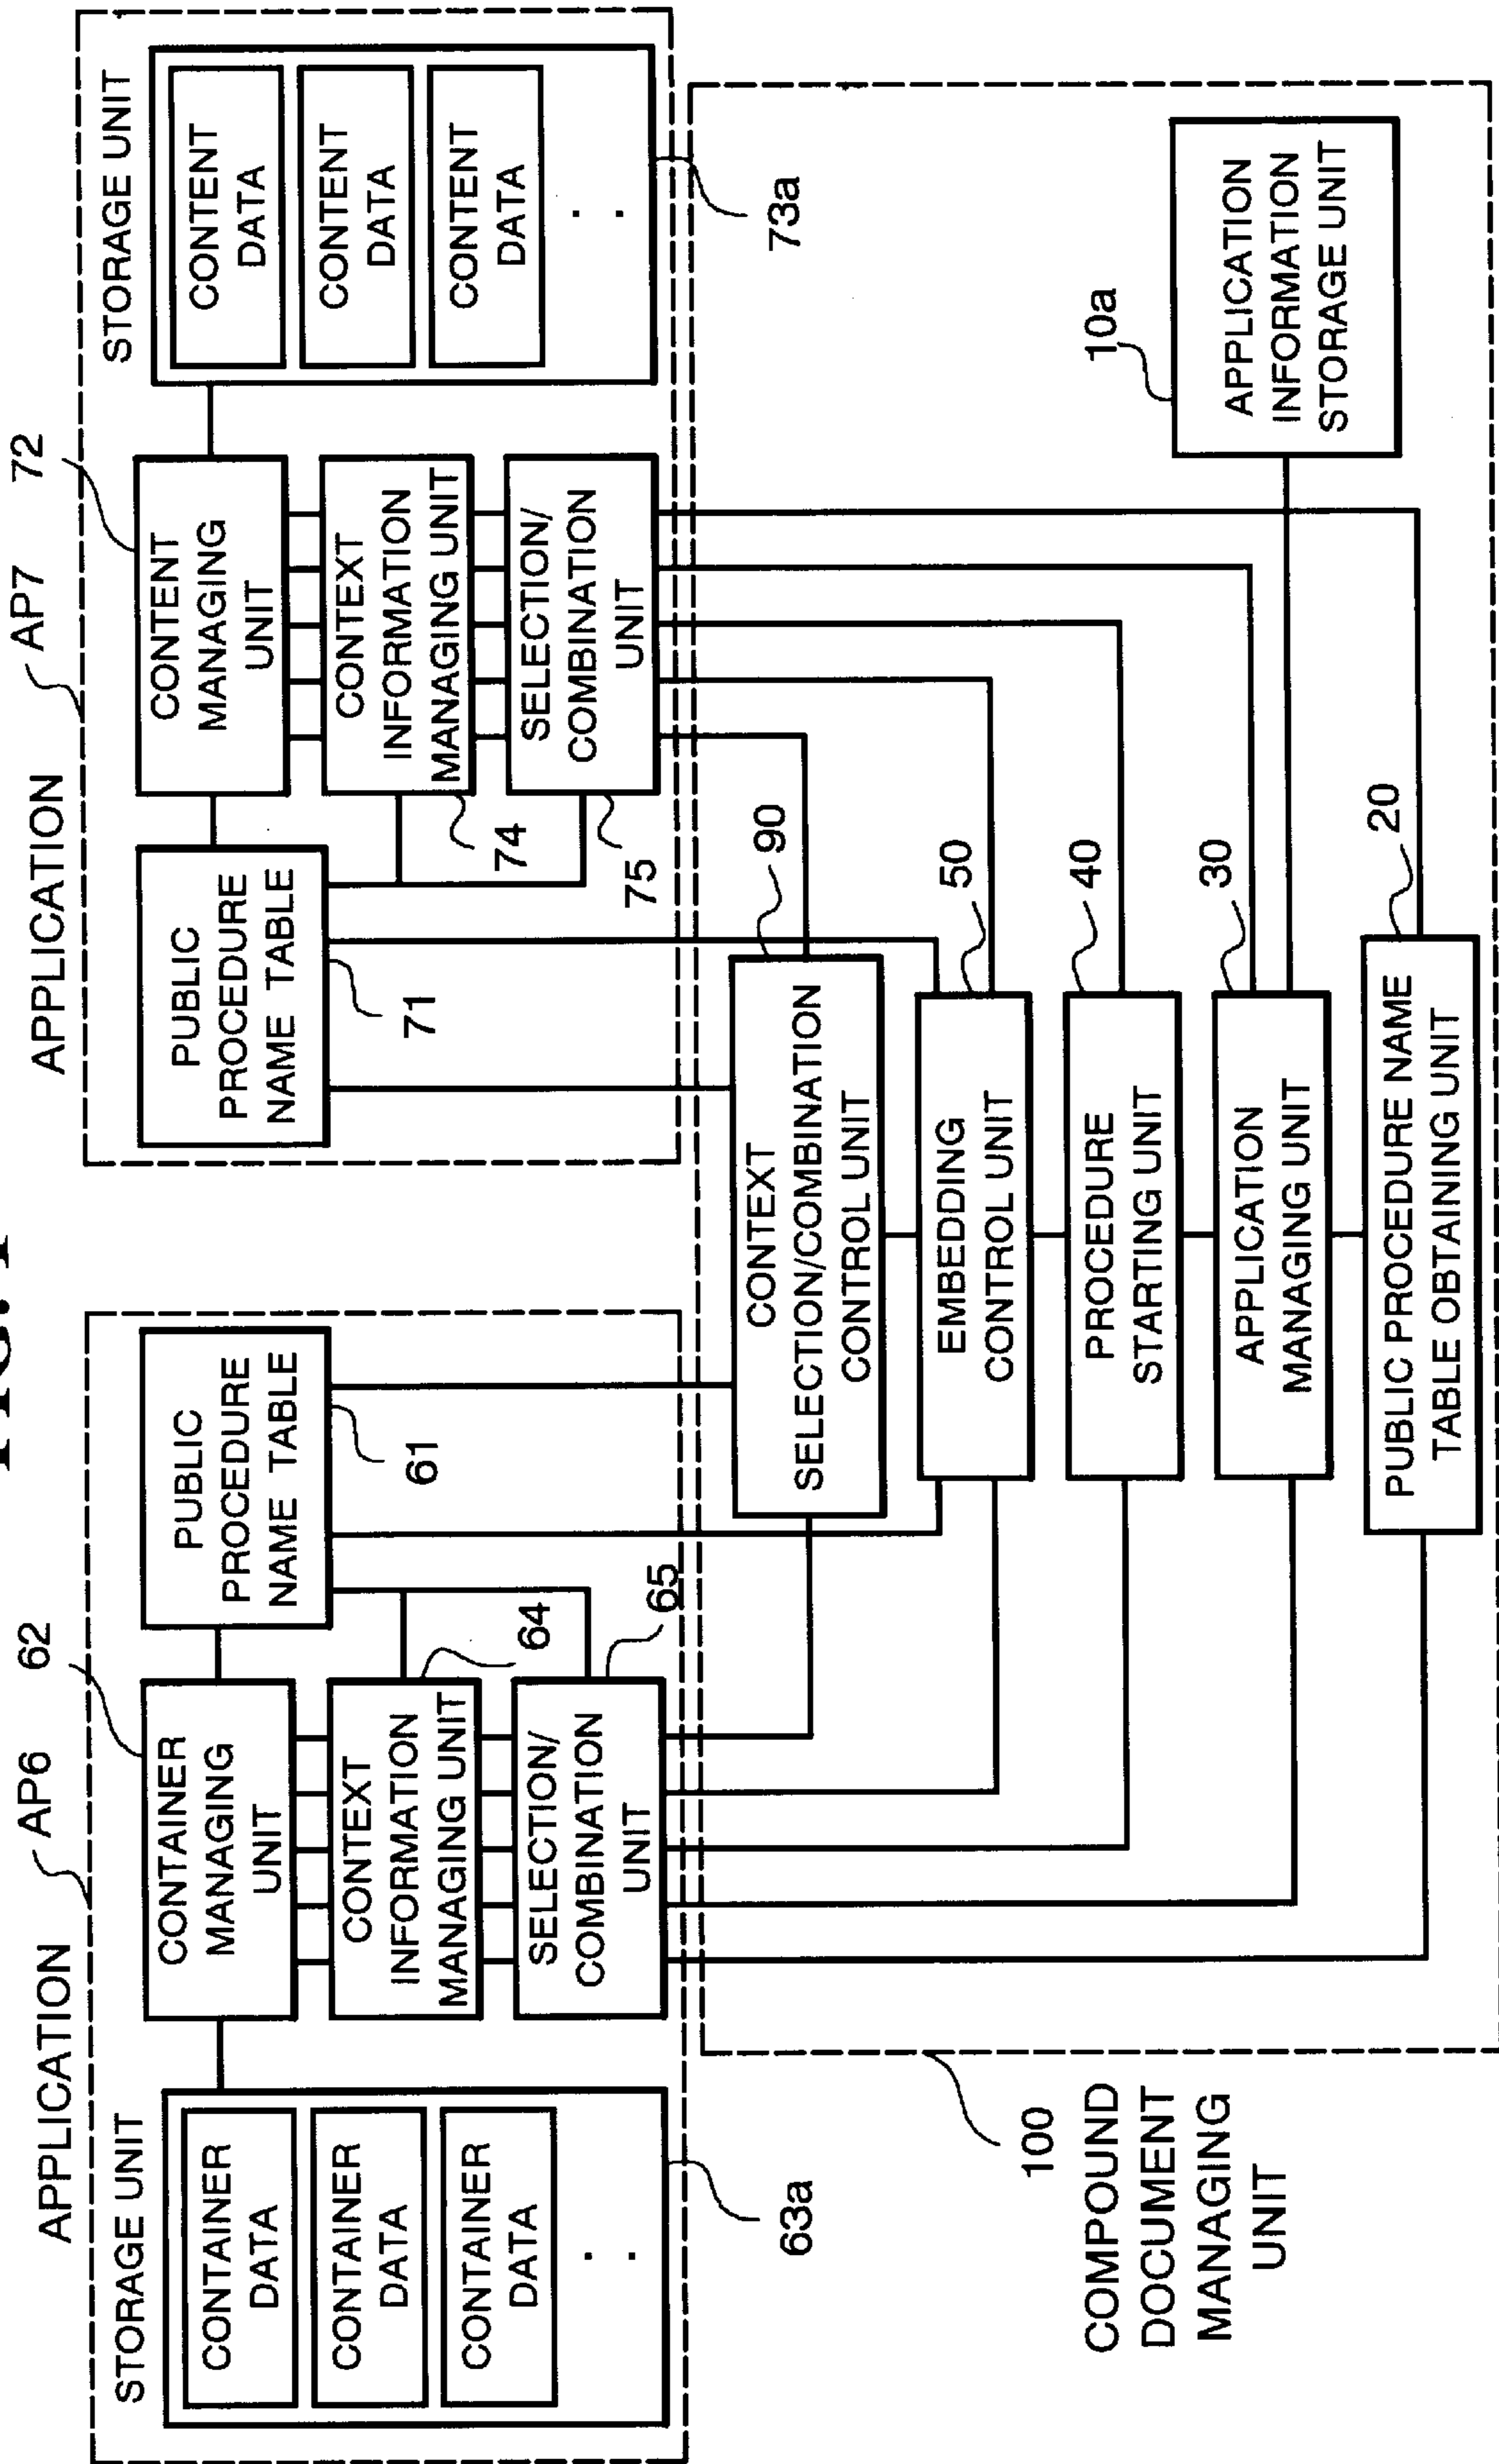 APPLICATION AP6
STORAGE UNIT
CONTAINER
DATA
CONTAINER
DATA
CONTAINER
DATA
63a
62
CONTAINER
MANAGING
UNIT
CONTEXT
INFORMATION
MANAGING UNIT
64
SELECTION/
COMBINATION
UNIT
65
PUBLIC
PROCEDURE
NAME TABLE
61
APPLICATION AP7
PUBLIC
PROCEDURE
NAME TABLE
71
72
CONTENT
MANAGING
UNIT
CONTEXT
INFORMATION
MANAGING UNIT
74
SELECTION/
COMBINATION
UNIT
75
STORAGE UNIT
CONTENT
DATA
CONTENT
DATA
CONTENT
DATA
73a
100
COMPOUND
DOCUMENT
MANAGING
UNIT
CONTEXT
SELECTION/COMBINATION
CONTROL UNIT
90
EMBEDDING
CONTROL UNIT
50
PROCEDURE
STARTING UNIT
40
APPLICATION
MANAGING UNIT
30
PUBLIC PROCEDURE NAME
TABLE OBTAINING UNIT
20
10a
APPLICATION
INFORMATION
STORAGE UNIT